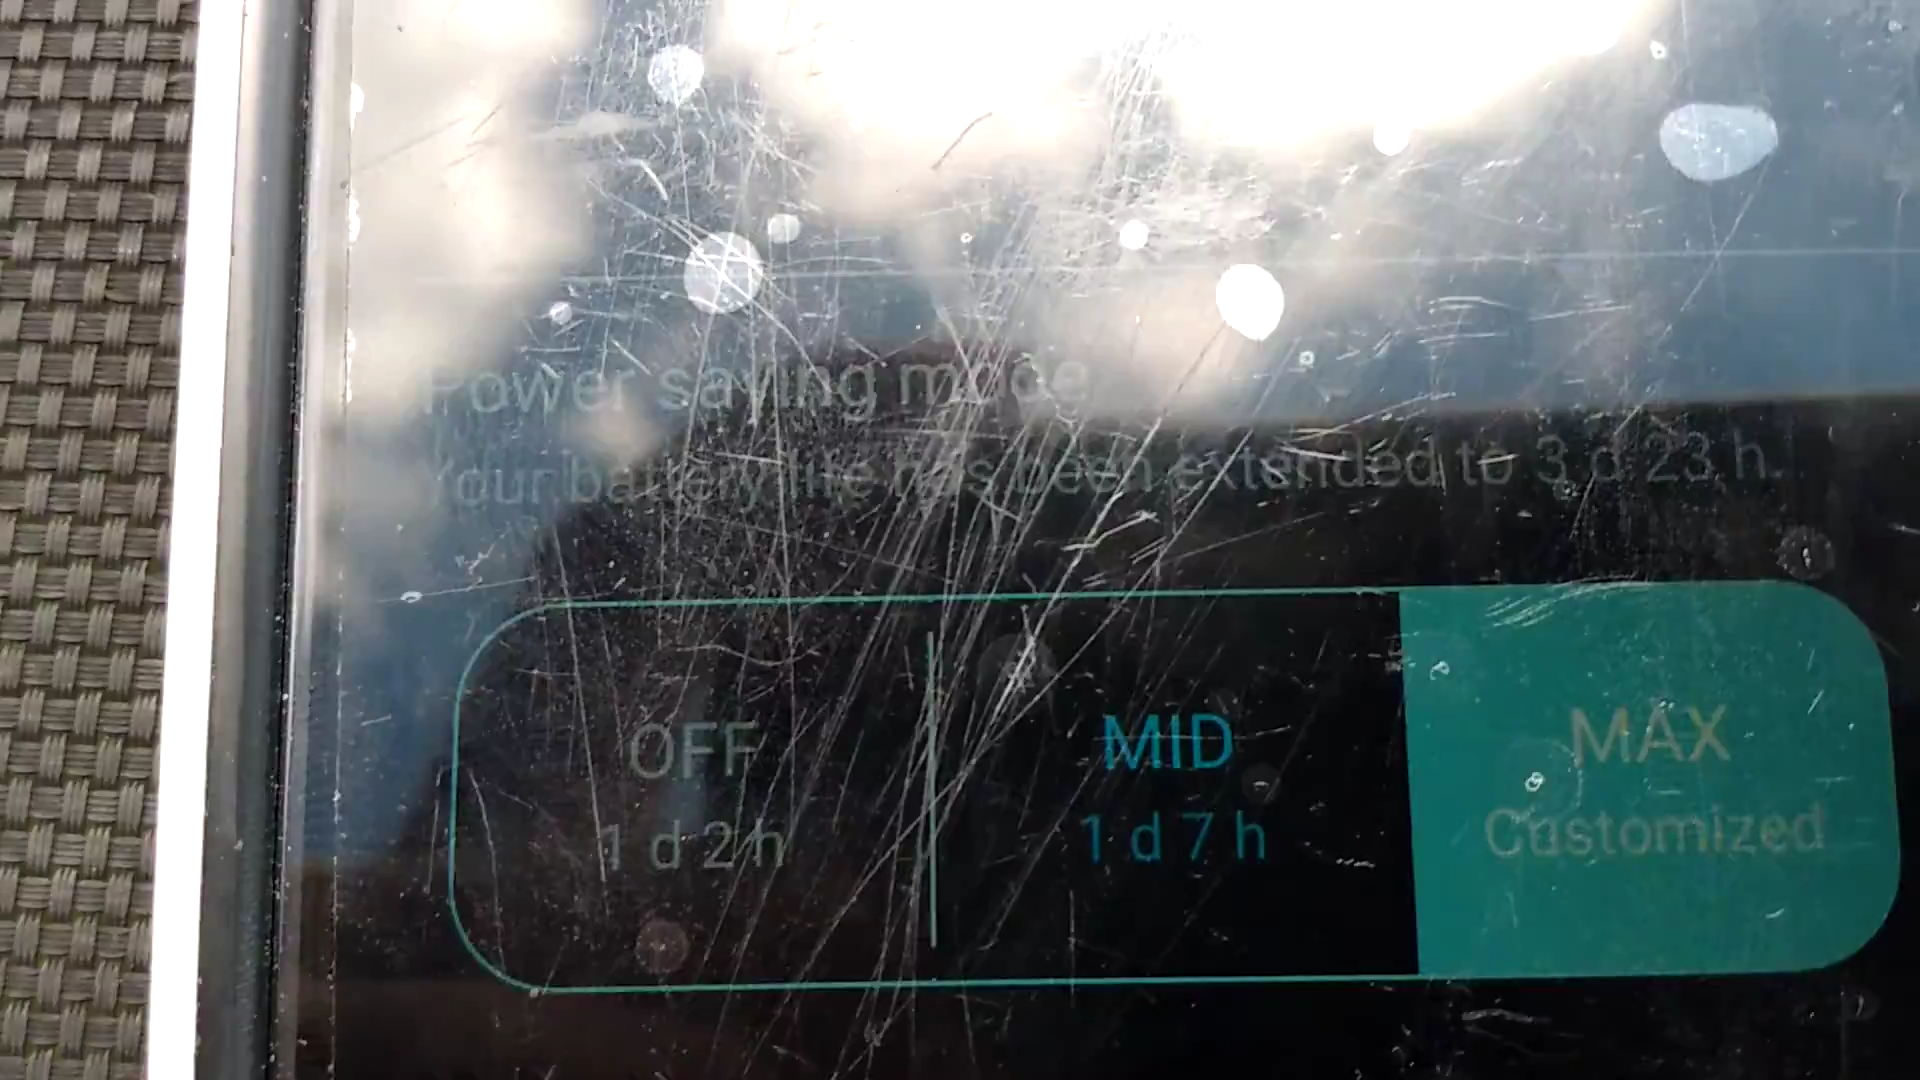 Power saving mode
Your battery life has been extended to 3 d 23 h.
OFF
MID
MAX
1 d 2 h
1 d 7 h
Customized